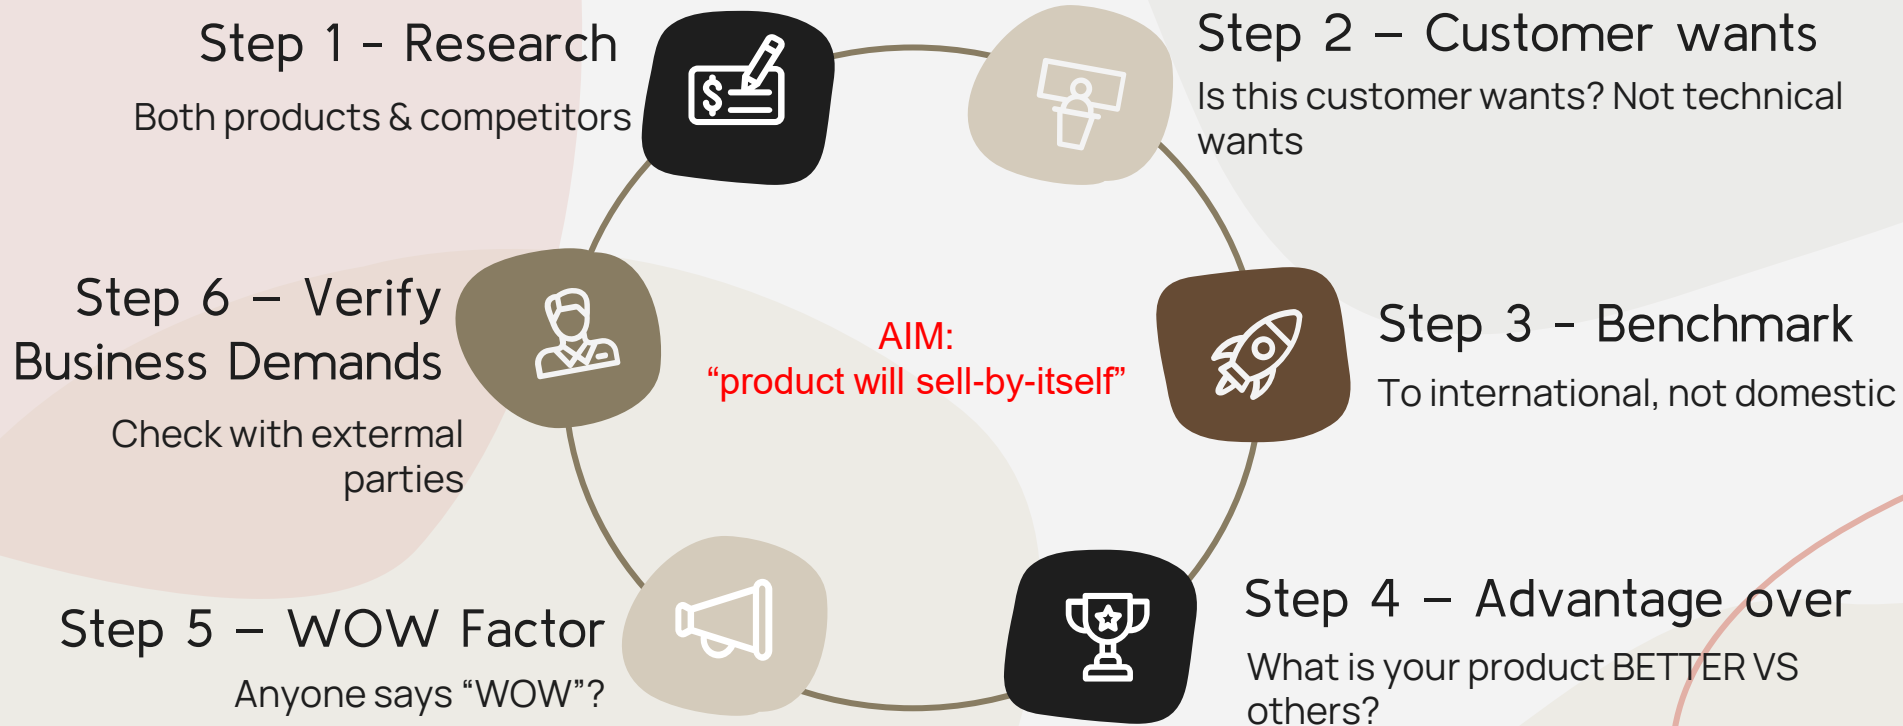 Step 1 - Research
Both products & competitors
Step 2 – Customer wants
Is this customer wants? Not technical
wants
Step 3 - Benchmark
To international, not domestic
Step 4 – Advantage over
What is your product BETTER VS
others?
Step 5 – WOW Factor
Anyone says “WOW”?
Step 6 – Verify
Business Demands
Check with extermal
parties
AIM:
“product will sell-by-itself”
$